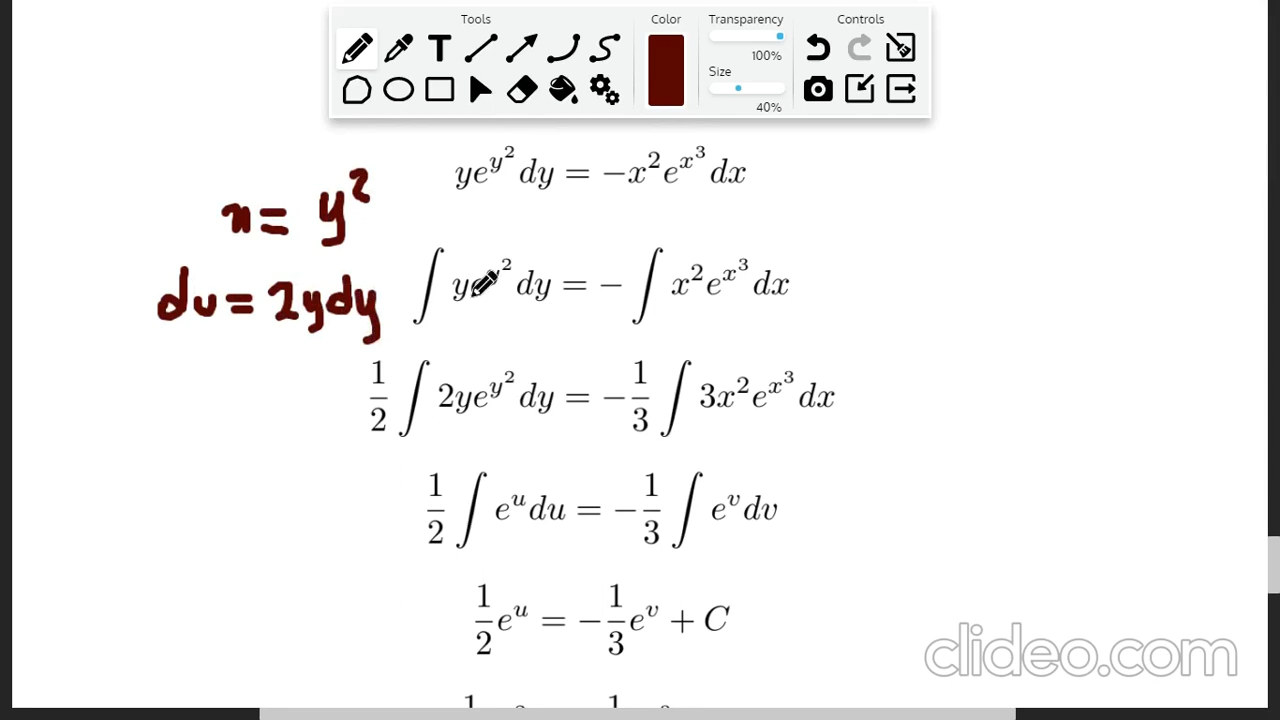 Tools Color Transparency Controls
100%
Size
40%
ye^{y^2} dy = −x^2 e^{x^3} dx
u = y^2
∫ ye^{y^2} dy = − ∫ x^2 e^{x^3} dx
du = 2ydy
1/2 ∫ 2ye^{y^2} dy = − 1/3 ∫ 3x^2 e^{x^3} dx
1/2 ∫ e^u du = − 1/3 ∫ e^v dv
1/2 e^u = − 1/3 e^v + C
clideo.com